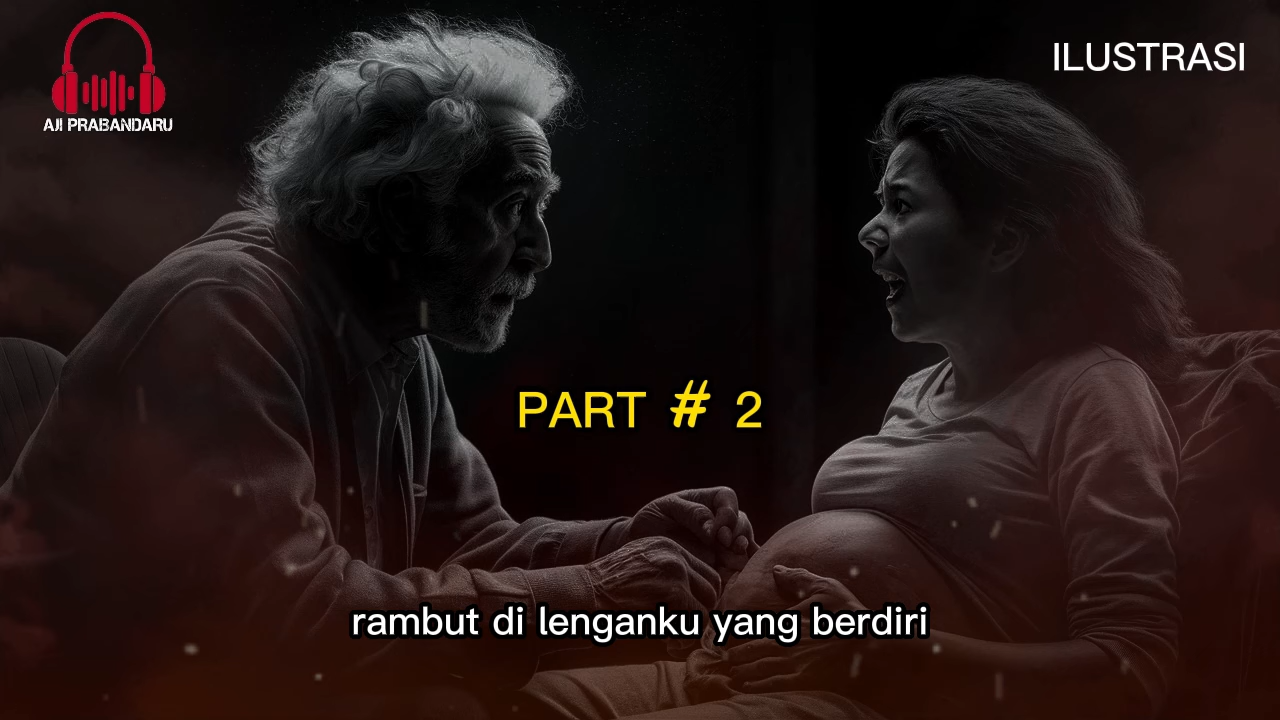 AJI PRABANDARU
ILUSTRASI
PART # 2
rambut di lenganku yang berdiri